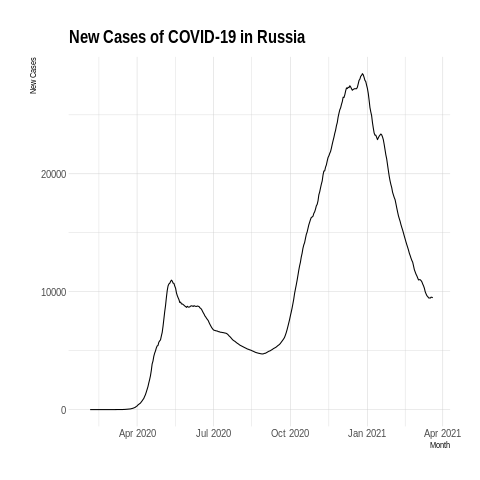 New Cases of COVID-19 in Russia
New Cases
20000
10000
0
Apr 2020
Jul 2020
Oct 2020
Jan 2021
Apr 2021
Month